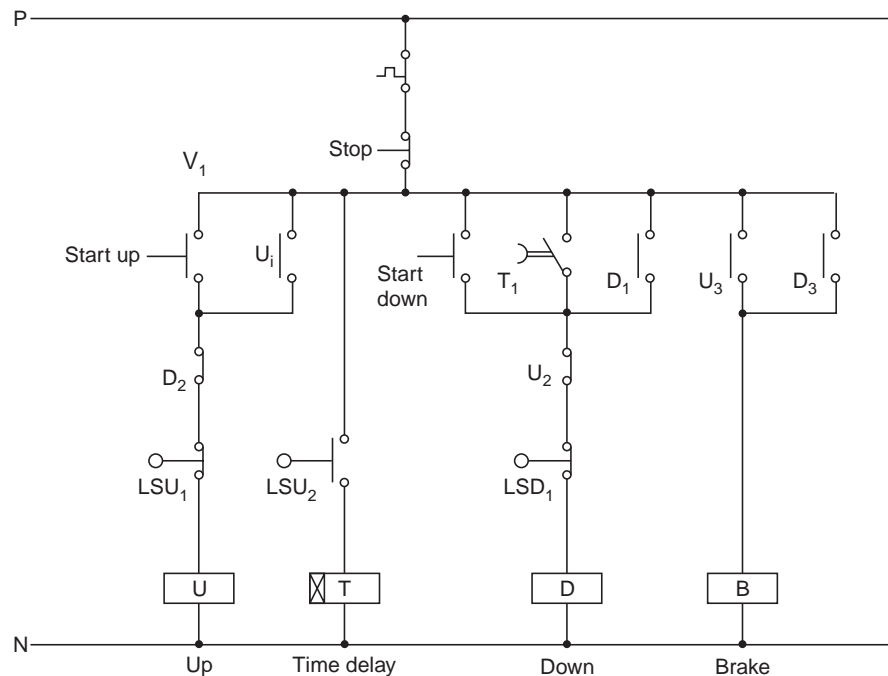 P
Stop
V₁
Start up
Uᵢ
Start
down
T₁
D₁
U₃
D₃
D₂
U₂
LSU₁
LSU₂
LSD₁
U
T
D
B
N
Up
Time delay
Down
Brake